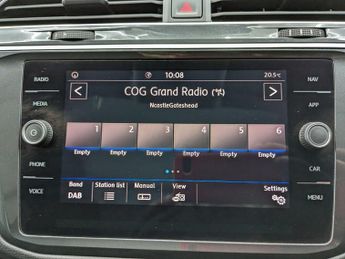 RADIO
MEDIA
PHONE
VOICE
10:08
20.5°C
COG Grand Radio
NcastleGateshead
1 2 3 4 5 6
Empty Empty Empty Empty Empty Empty
Band Station list Manual View Settings
DAB
NAV
APP
CAR
MENU